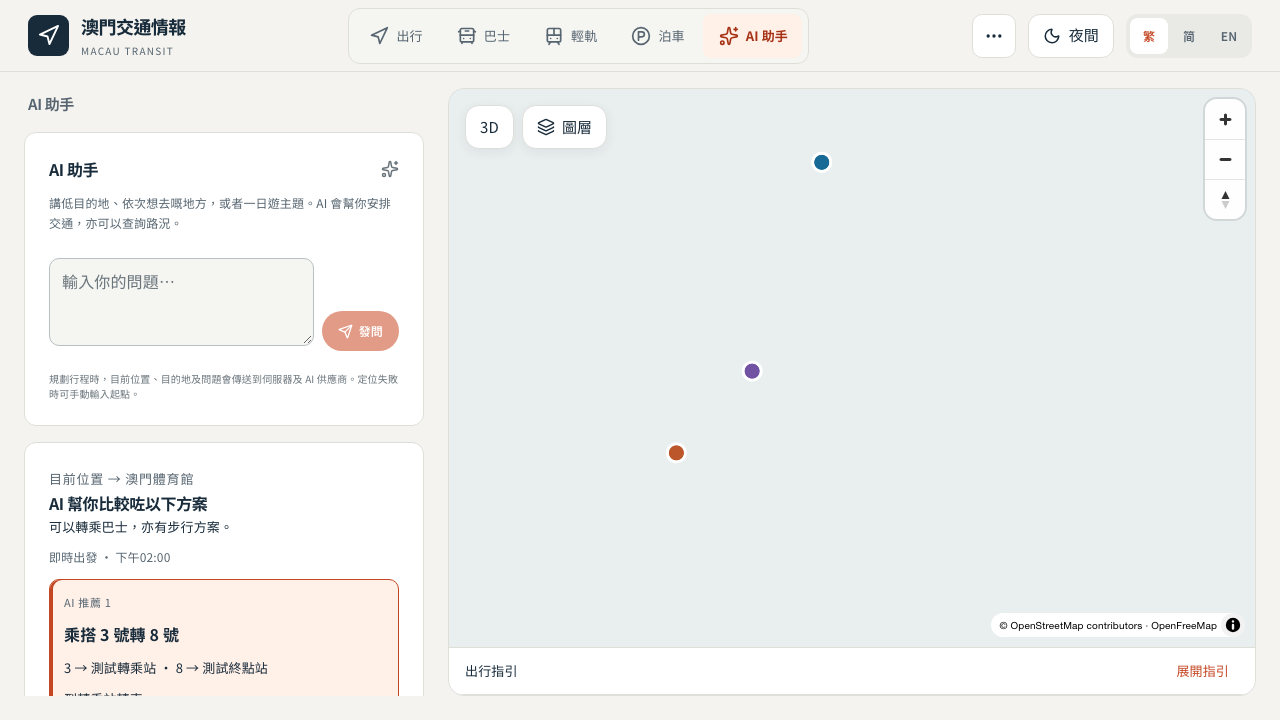 澳門交通情報
MACAU TRANSIT
出行
巴士
輕軌
泊車
AI 助手
夜間
繁
简
EN
AI 助手
AI 助手
講低目的地、依次想去嘅地方，或者一日遊主題。AI 會幫你安排
交通，亦可以查詢路況。
輸入你的問題…
發問
規劃行程時，目前位置、目的地及問題會傳送到伺服器及 AI 供應商。定位失敗
時可手動輸入起點。
目前位置 → 澳門體育館
AI 幫你比較咗以下方案
可以轉乘巴士，亦有步行方案。
即時出發 · 下午02:00
AI 推薦 1
乘搭 3 號轉 8 號
3 → 測試轉乘站 · 8 → 測試終點站
3D
圖層
© OpenStreetMap contributors · OpenFreeMap
出行指引
展開指引